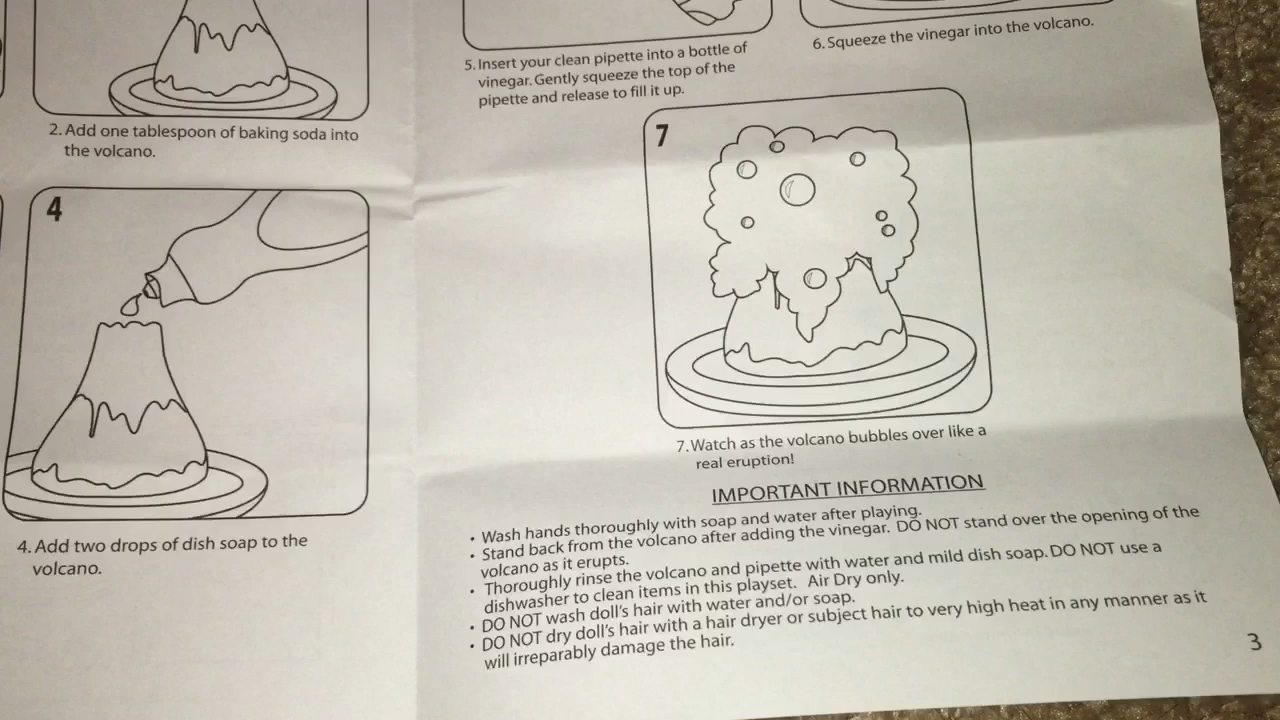 2. Add one tablespoon of baking soda into
the volcano.
4
4. Add two drops of dish soap to the
volcano.
5. Insert your clean pipette into a bottle of
vinegar. Gently squeeze the top of the
pipette and release to fill it up.
6. Squeeze the vinegar into the volcano.
7
7. Watch as the volcano bubbles over like a
real eruption!
IMPORTANT INFORMATION
• Wash hands thoroughly with soap and water after playing.
• Stand back from the volcano after adding the vinegar. DO NOT stand over the opening of the
volcano as it erupts.
• Thoroughly rinse the volcano and pipette with water and mild dish soap. DO NOT use a
dishwasher to clean items in this playset. Air Dry only.
• DO NOT wash doll's hair with water and/or soap.
• DO NOT dry doll's hair with a hair dryer or subject hair to very high heat in any manner as it
will irreparably damage the hair.
3